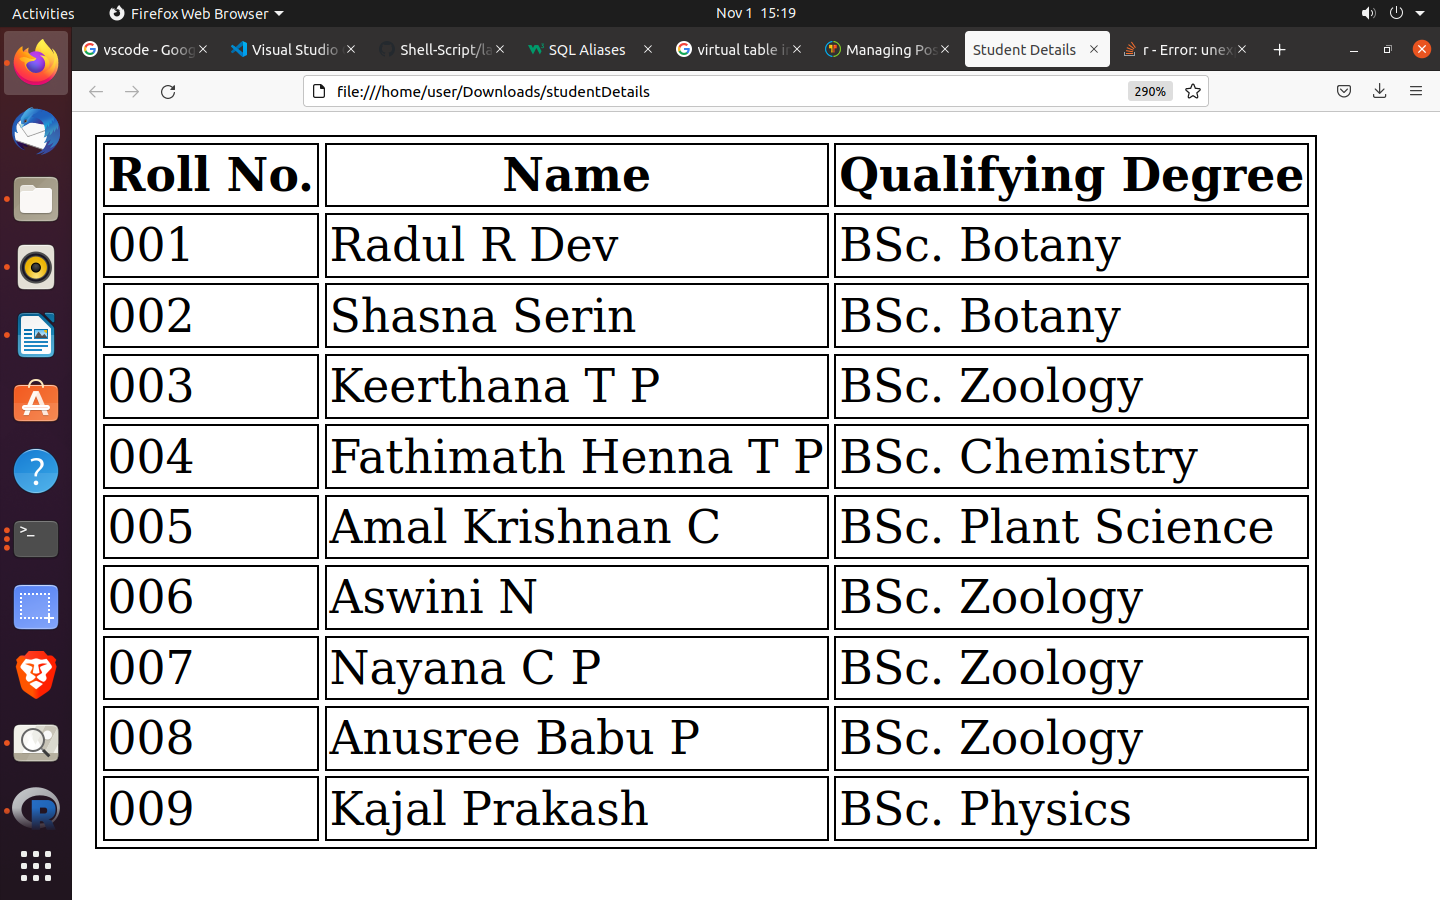 Activities Firefox Web Browser Nov 1 15:19
vscode - Goog Visual Studio Shell-Script/la SQL Aliases virtual table in Managing Pos Student Details r - Error: unex
file:///home/user/Downloads/studentDetails 290%
Roll No. Name Qualifying Degree
001 Radul R Dev BSc. Botany
002 Shasna Serin BSc. Botany
003 Keerthana T P BSc. Zoology
004 Fathimath Henna T P BSc. Chemistry
005 Amal Krishnan C BSc. Plant Science
006 Aswini N BSc. Zoology
007 Nayana C P BSc. Zoology
008 Anusree Babu P BSc. Zoology
009 Kajal Prakash BSc. Physics